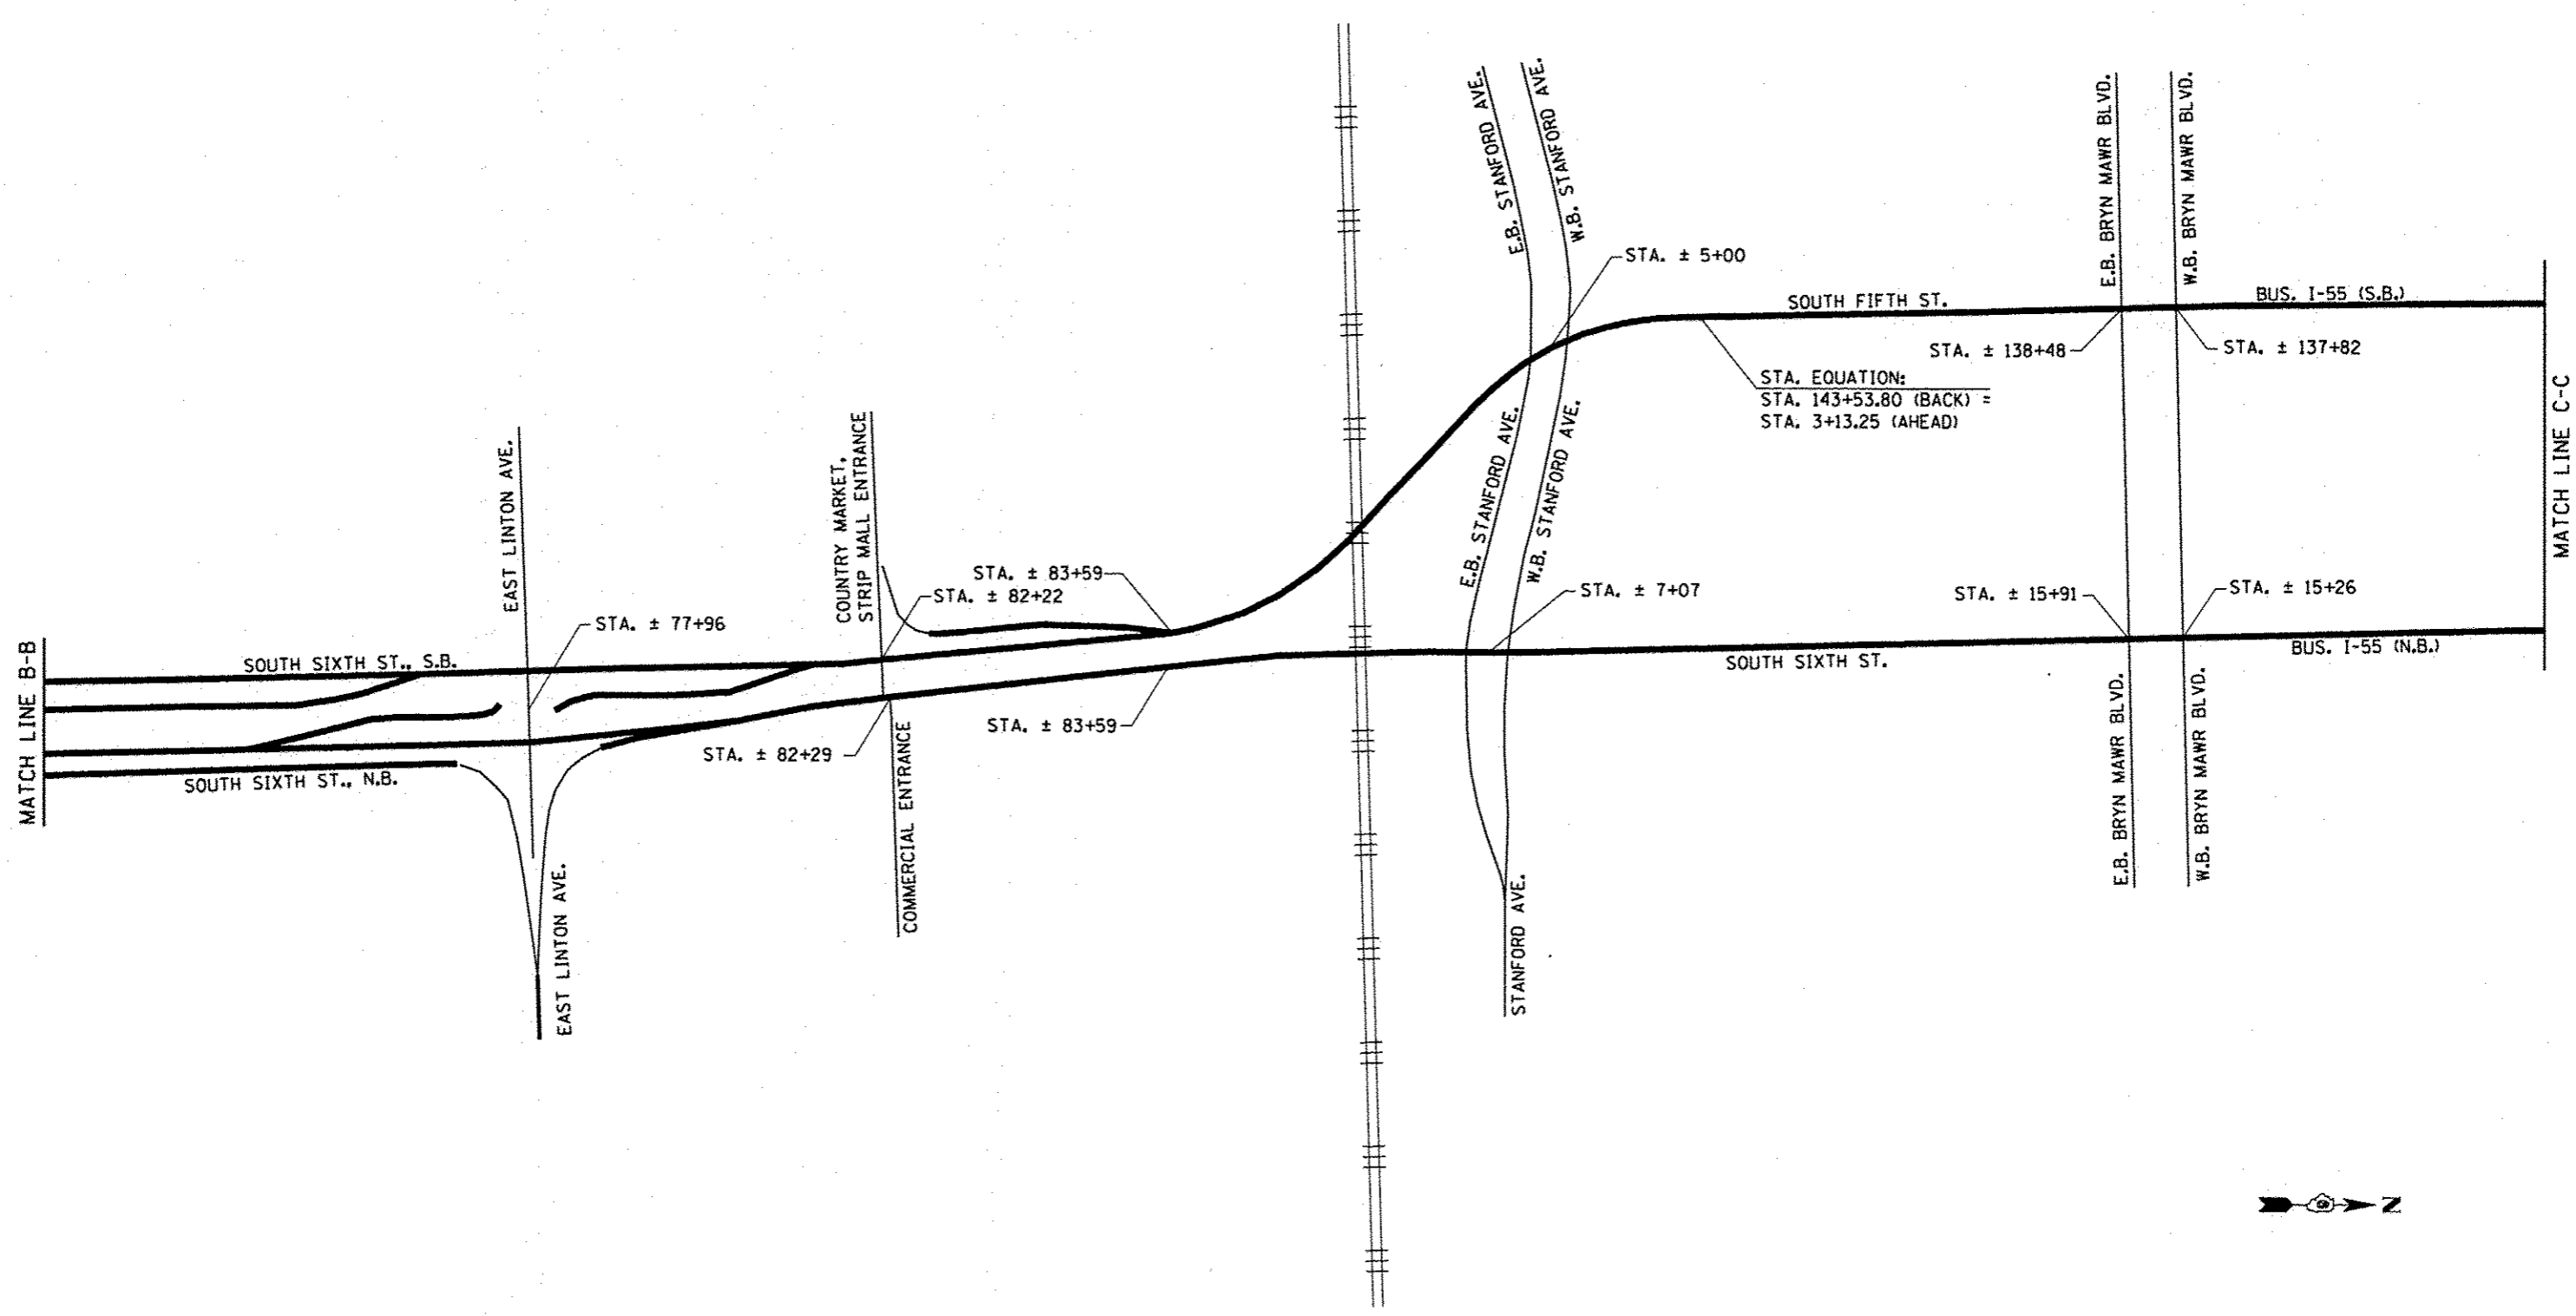 MATCH LINE B-B
SOUTH SIXTH ST., S.B.
SOUTH SIXTH ST., N.B.
EAST LINTON AVE.
STA. ± 77+96
EAST LINTON AVE.
COUNTRY MARKET,
STRIP MALL ENTRANCE
STA. ± 83+59
STA. ± 82+22
STA. ± 82+29
COMMERCIAL ENTRANCE
STA. ± 83+59
E.B. STANFORD AVE.
W.B. STANFORD AVE.
STA. ± 5+00
E.B. STANFORD AVE.
W.B. STANFORD AVE.
STA. ± 7+07
STANFORD AVE.
SOUTH FIFTH ST.
STA. EQUATION:
STA. 143+53.80 (BACK) =
STA. 3+13.25 (AHEAD)
SOUTH SIXTH ST.
E.B. BRYN MAWR BLVD.
W.B. BRYN MAWR BLVD.
BUS. I-55 (S.B.)
STA. ± 138+48
STA. ± 137+82
STA. ± 15+91
STA. ± 15+26
BUS. I-55 (N.B.)
E.B. BRYN MAWR BLVD.
W.B. BRYN MAWR BLVD.
MATCH LINE C-C
N